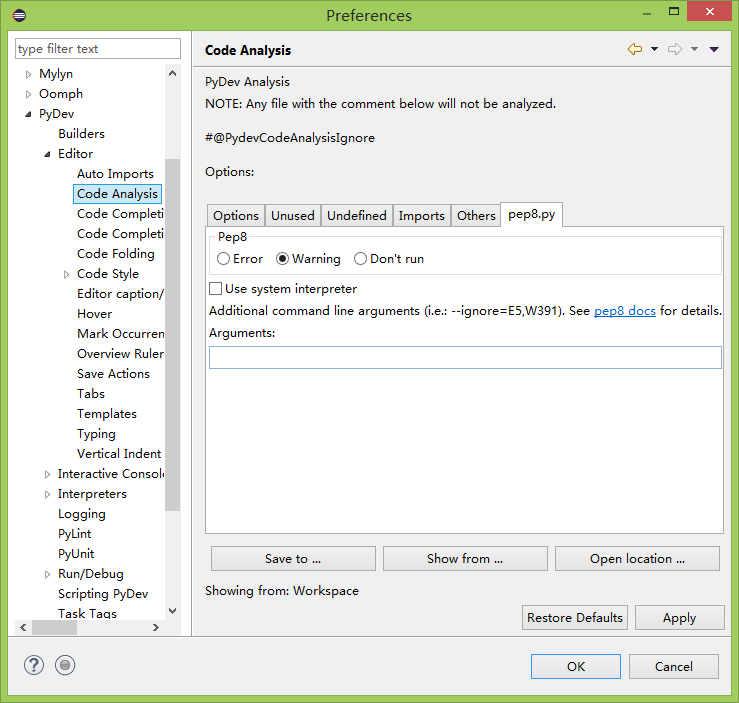 Preferences
type filter text
Mylyn
Oomph
PyDev
Builders
Editor
Auto Imports
Code Analysis
Code Completi
Code Completi
Code Folding
Code Style
Editor caption/
Hover
Mark Occurren
Overview Ruler
Save Actions
Tabs
Templates
Typing
Vertical Indent
Interactive Consol
Interpreters
Logging
PyLint
PyUnit
Run/Debug
Scripting PyDev
Task Tags
Code Analysis
PyDev Analysis
NOTE: Any file with the comment below will not be analyzed.
#@PydevCodeAnalysisIgnore
Options:
Options Unused Undefined Imports Others pep8.py
Pep8
Error Warning Don't run
Use system interpreter
Additional command line arguments (i.e.: --ignore=E5,W391). See pep8 docs for details.
Arguments:
Save to ... Show from ... Open location ...
Showing from: Workspace
Restore Defaults Apply
OK Cancel